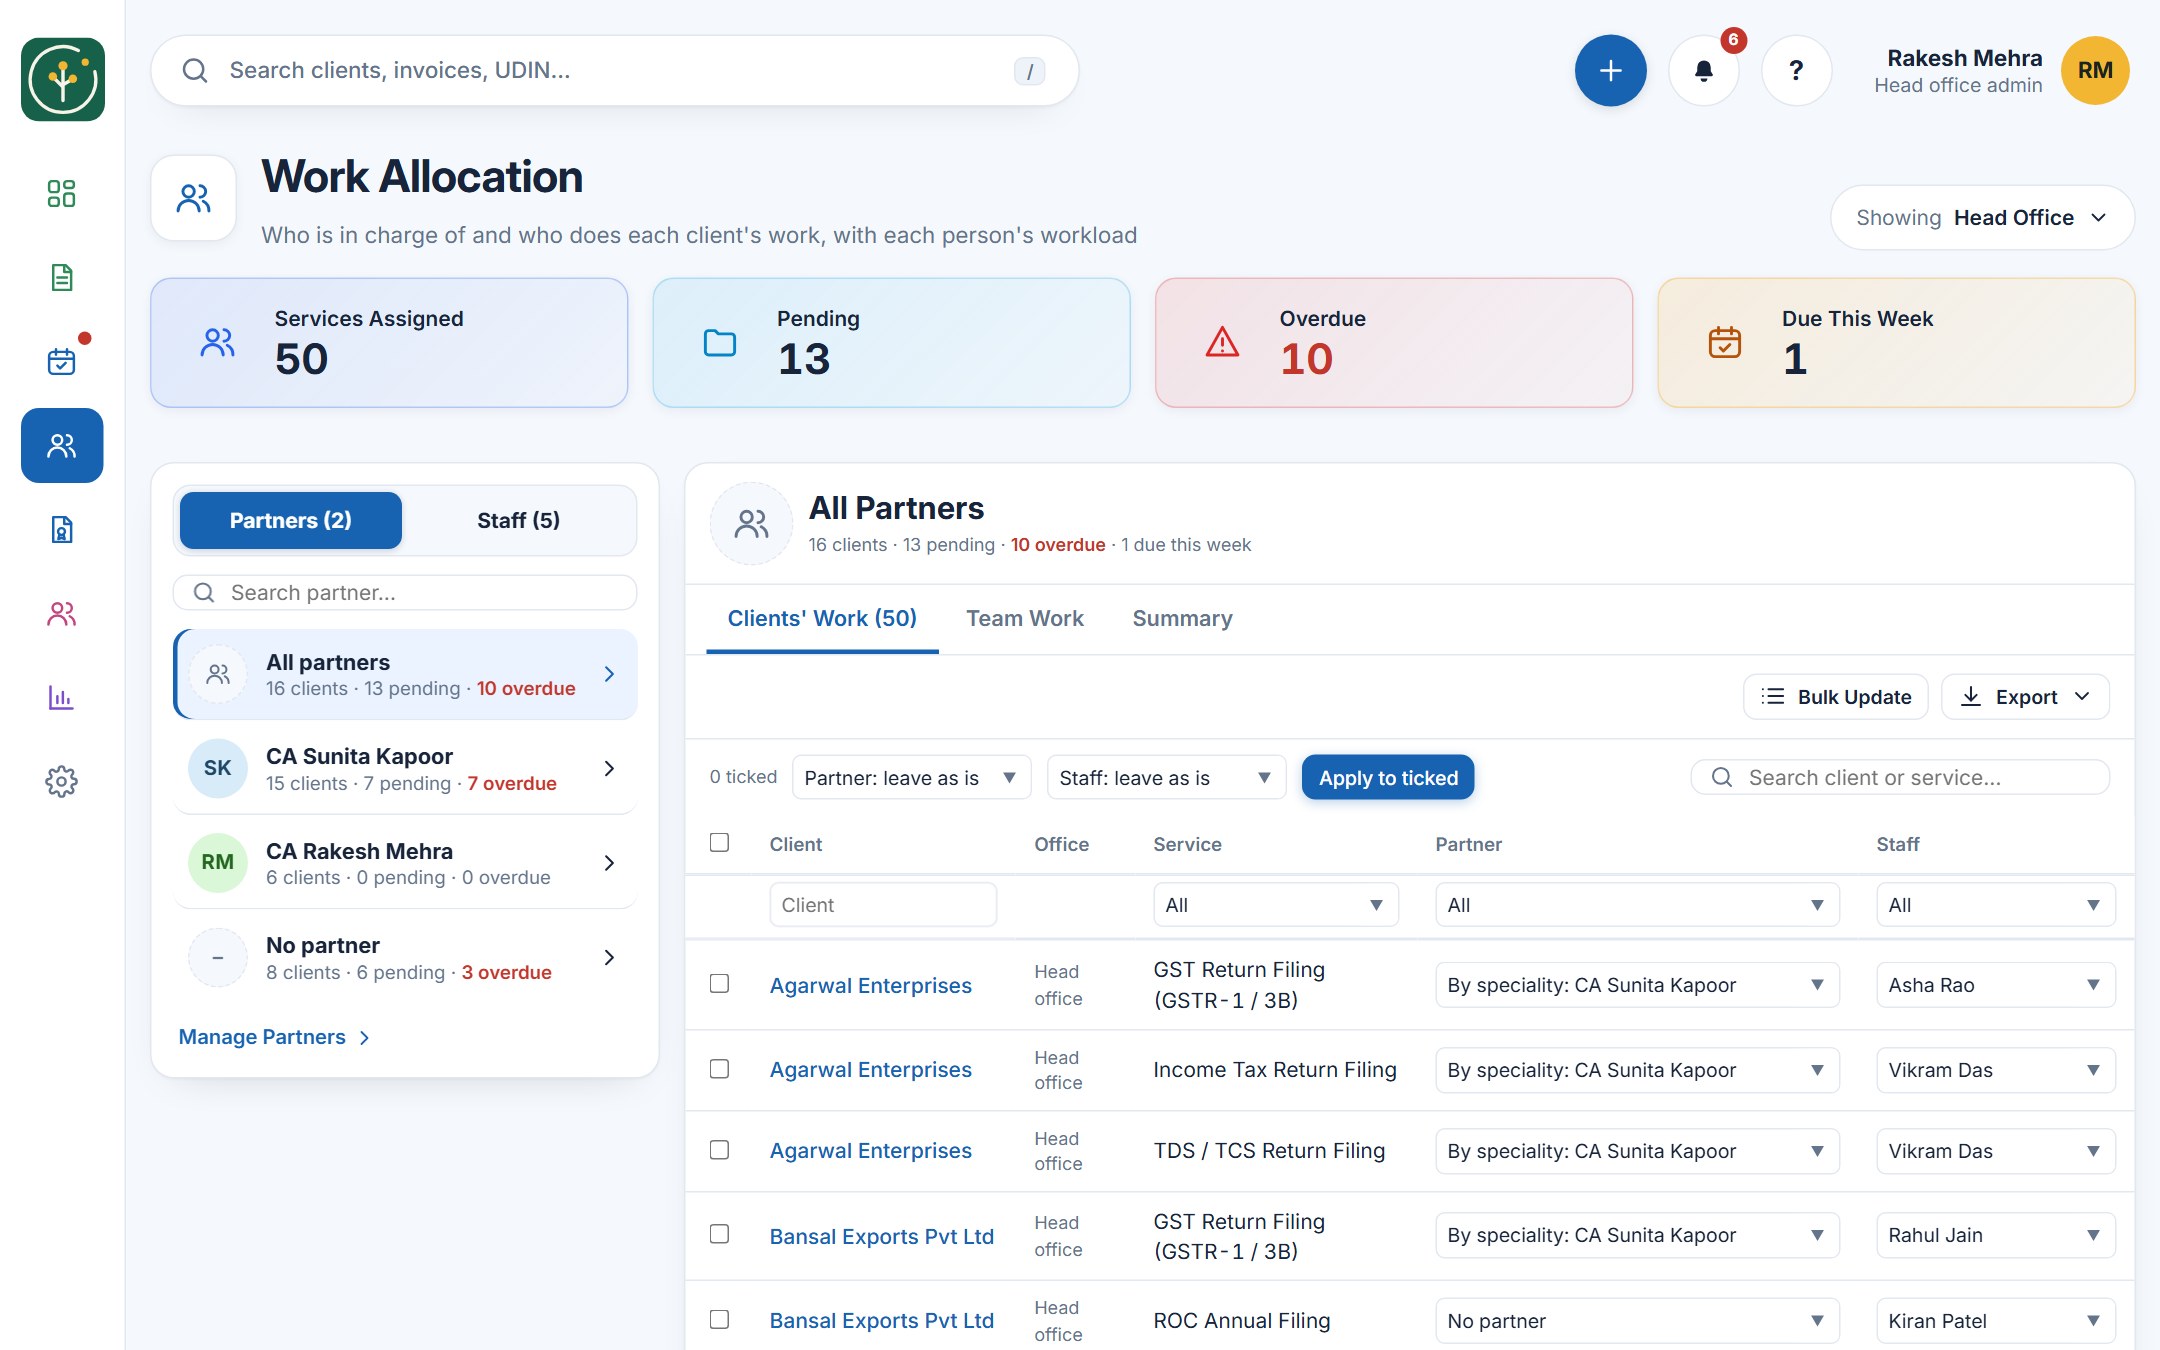 Search clients, invoices, UDIN...
/
6
?
Rakesh Mehra
Head office admin
RM
Work Allocation
Who is in charge of and who does each client's work, with each person's workload
Showing Head Office
Services Assigned
50
Pending
13
Overdue
10
Due This Week
1
Partners (2)
Staff (5)
Search partner...
All partners
16 clients · 13 pending · 10 overdue
SK
CA Sunita Kapoor
15 clients · 7 pending · 7 overdue
RM
CA Rakesh Mehra
6 clients · 0 pending · 0 overdue
–
No partner
8 clients · 6 pending · 3 overdue
Manage Partners
All Partners
16 clients · 13 pending · 10 overdue · 1 due this week
Clients' Work (50)
Team Work
Summary
Bulk Update
Export
0 ticked
Partner: leave as is
Staff: leave as is
Apply to ticked
Search client or service...
Client
Office
Service
Partner
Staff
Client
All
All
All
Agarwal Enterprises
Head
office
GST Return Filing
(GSTR-1 / 3B)
By speciality: CA Sunita Kapoor
Asha Rao
Agarwal Enterprises
Head
office
Income Tax Return Filing
By speciality: CA Sunita Kapoor
Vikram Das
Agarwal Enterprises
Head
office
TDS / TCS Return Filing
By speciality: CA Sunita Kapoor
Vikram Das
Bansal Exports Pvt Ltd
Head
office
GST Return Filing
(GSTR-1 / 3B)
By speciality: CA Sunita Kapoor
Rahul Jain
Bansal Exports Pvt Ltd
Head
office
ROC Annual Filing
No partner
Kiran Patel